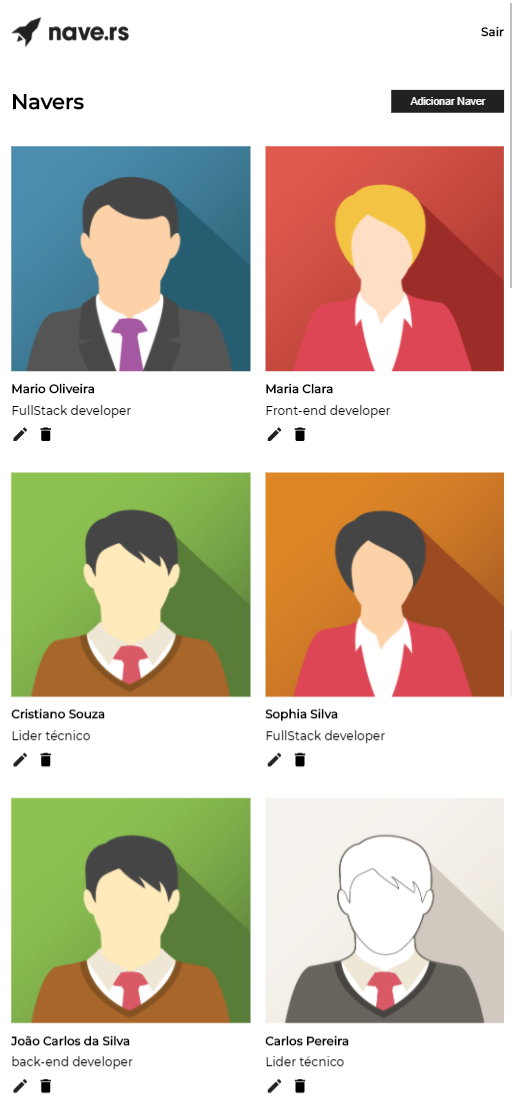 nave.rs
Sair
Navers
Adicionar Naver
Mario Oliveira
FullStack developer
Maria Clara
Front-end developer
Cristiano Souza
Lider técnico
Sophia Silva
FullStack developer
João Carlos da Silva
back-end developer
Carlos Pereira
Lider técnico